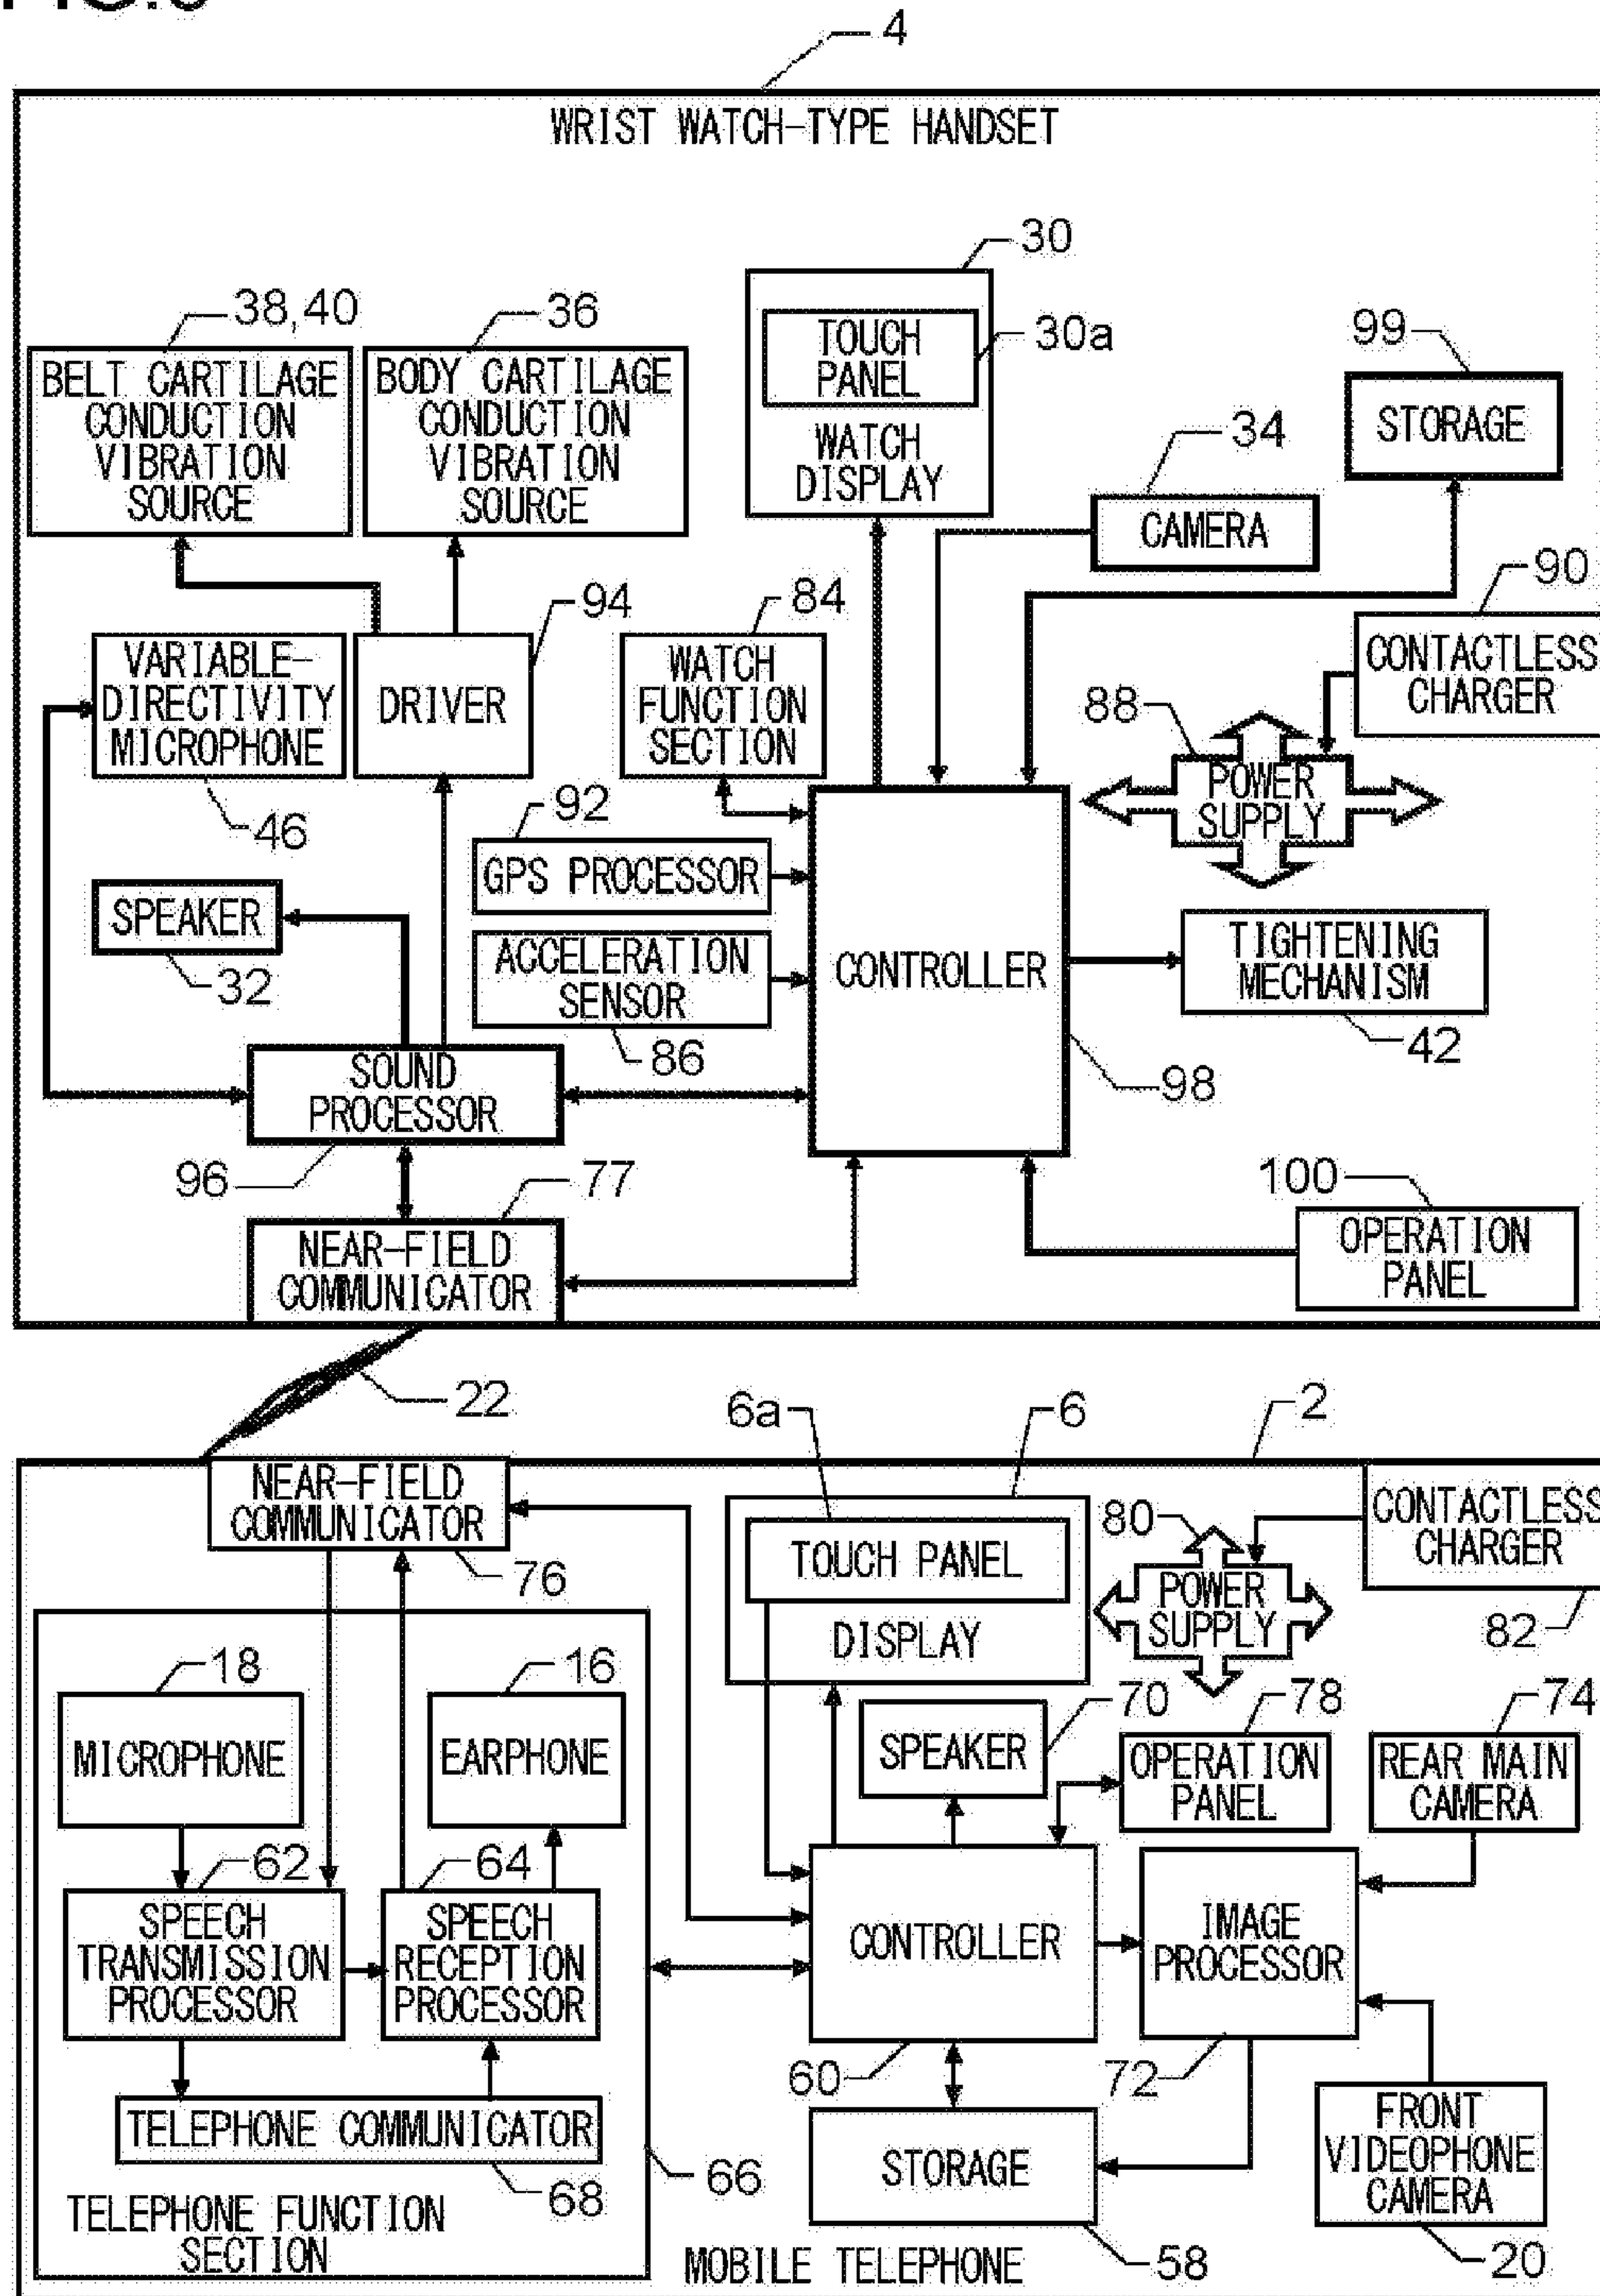 4
WRIST WATCH-TYPE HANDSET
30
38,40
36
TOUCH
PANEL
30a
99
BELT CARTILAGE
CONDUCTION
VIBRATION
SOURCE
BODY CARTILAGE
CONDUCTION
VIBRATION
SOURCE
WATCH
DISPLAY
34
STORAGE
CAMERA
90
94
84
VARIABLE-
DIRECTIVITY
MICROPHONE
DRIVER
WATCH
FUNCTION
SECTION
CONTACTLESS
CHARGER
88
POWER
SUPPLY
92
46
GPS PROCESSOR
SPEAKER
32
ACCELERATION
SENSOR
CONTROLLER
TIGHTENING
MECHANISM
86
42
98
SOUND
PROCESSOR
96
77
100
NEAR-FIELD
COMMUNICATOR
OPERATION
PANEL
22
6a
6
2
NEAR-FIELD
COMMUNICATOR
76
TOUCH PANEL
DISPLAY
80
POWER
SUPPLY
CONTACTLESS
CHARGER
82
18
16
70
78
74
MICROPHONE
EARPHONE
SPEAKER
OPERATION
PANEL
REAR MAIN
CAMERA
62
64
SPEECH
TRANSMISSION
PROCESSOR
SPEECH
RECEPTION
PROCESSOR
CONTROLLER
IMAGE
PROCESSOR
60
72
TELEPHONE COMMUNICATOR
68
66
STORAGE
FRONT
VIDEOPHONE
CAMERA
TELEPHONE FUNCTION
SECTION
MOBILE TELEPHONE
58
20